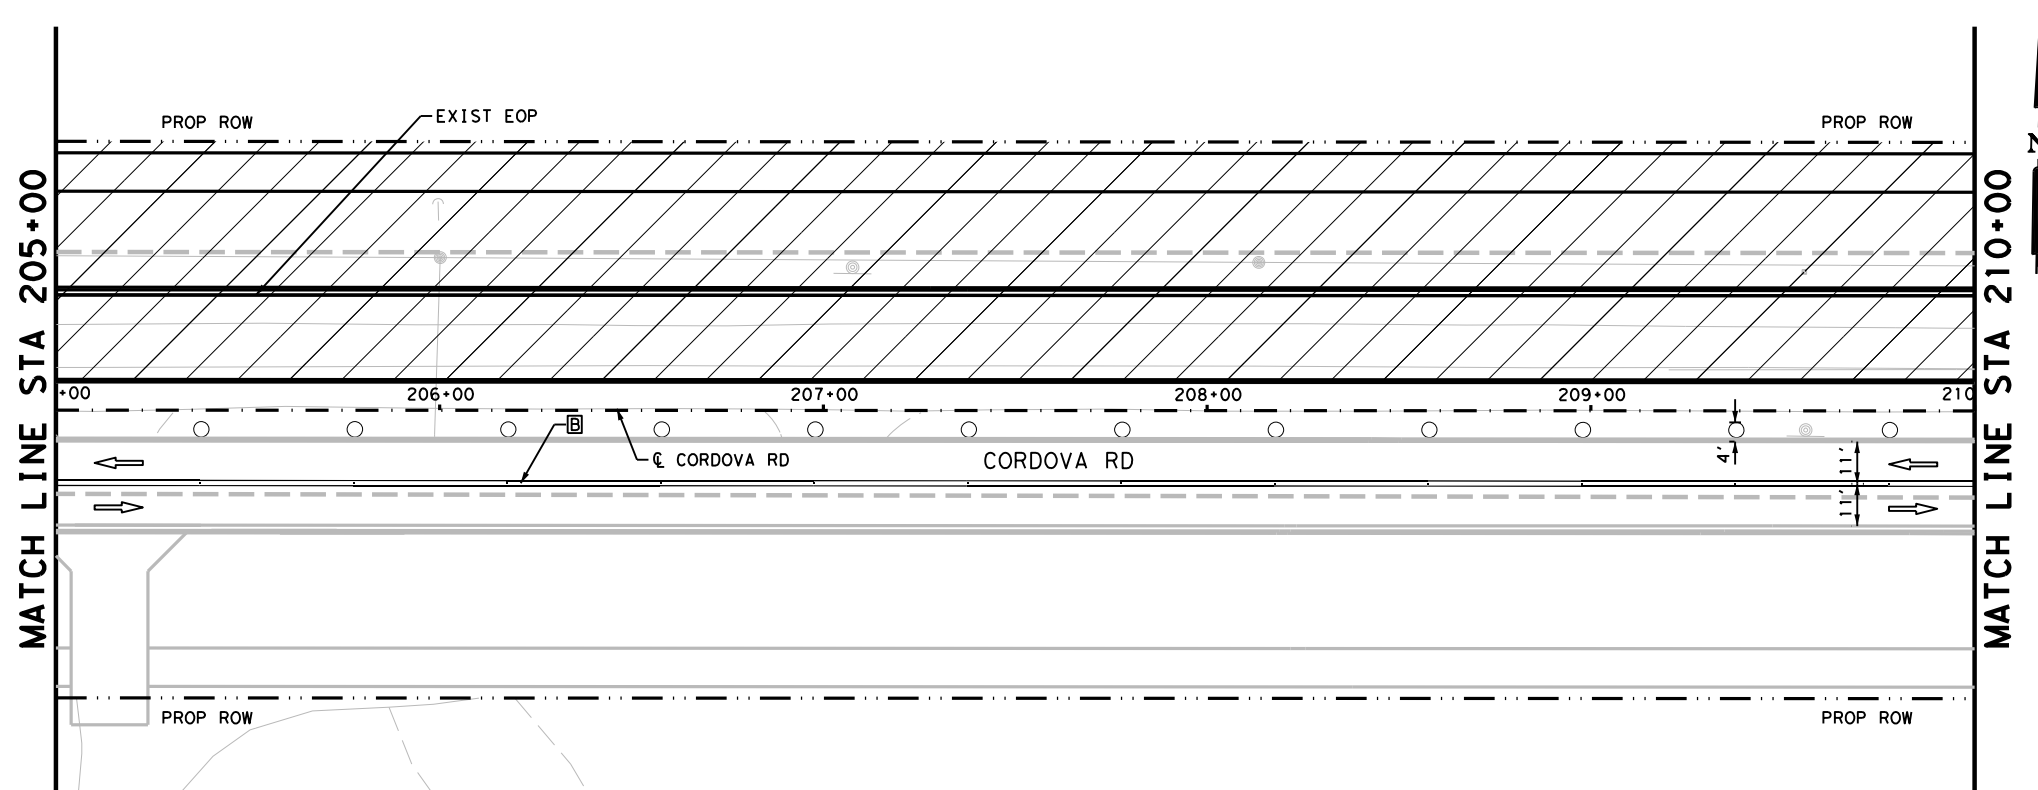 PROP ROW
EXIST EOP
PROP ROW
N
MATCH LINE STA 205+00
MATCH LINE STA 210+00
+00
206+00
207+00
208+00
209+00
210
B
℄ CORDOVA RD
CORDOVA RD
4'
11'
11'
PROP ROW
PROP ROW